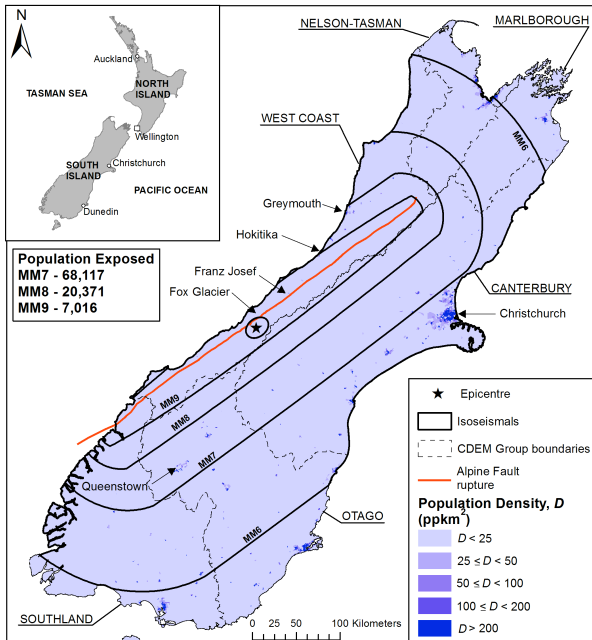 N
Auckland
NORTH
ISLAND
TASMAN SEA
Wellington
SOUTH
ISLAND
Christchurch
PACIFIC OCEAN
Dunedin
NELSON-TASMAN
MARLBOROUGH
WEST COAST
MM6
Greymouth
Hokitika
Franz Josef
Fox Glacier
Population Exposed
MM7 - 68,117
MM8 - 20,371
MM9 - 7,016
CANTERBURY
Christchurch
MM9
MM8
MM7
Queenstown
MM6
OTAGO
SOUTHLAND
0 25 50 100 Kilometers
Epicentre
Isoseismals
CDEM Group boundaries
Alpine Fault
rupture
Population Density, D
(ppkm²)
D < 25
25 ≤ D < 50
50 ≤ D < 100
100 ≤ D < 200
D > 200